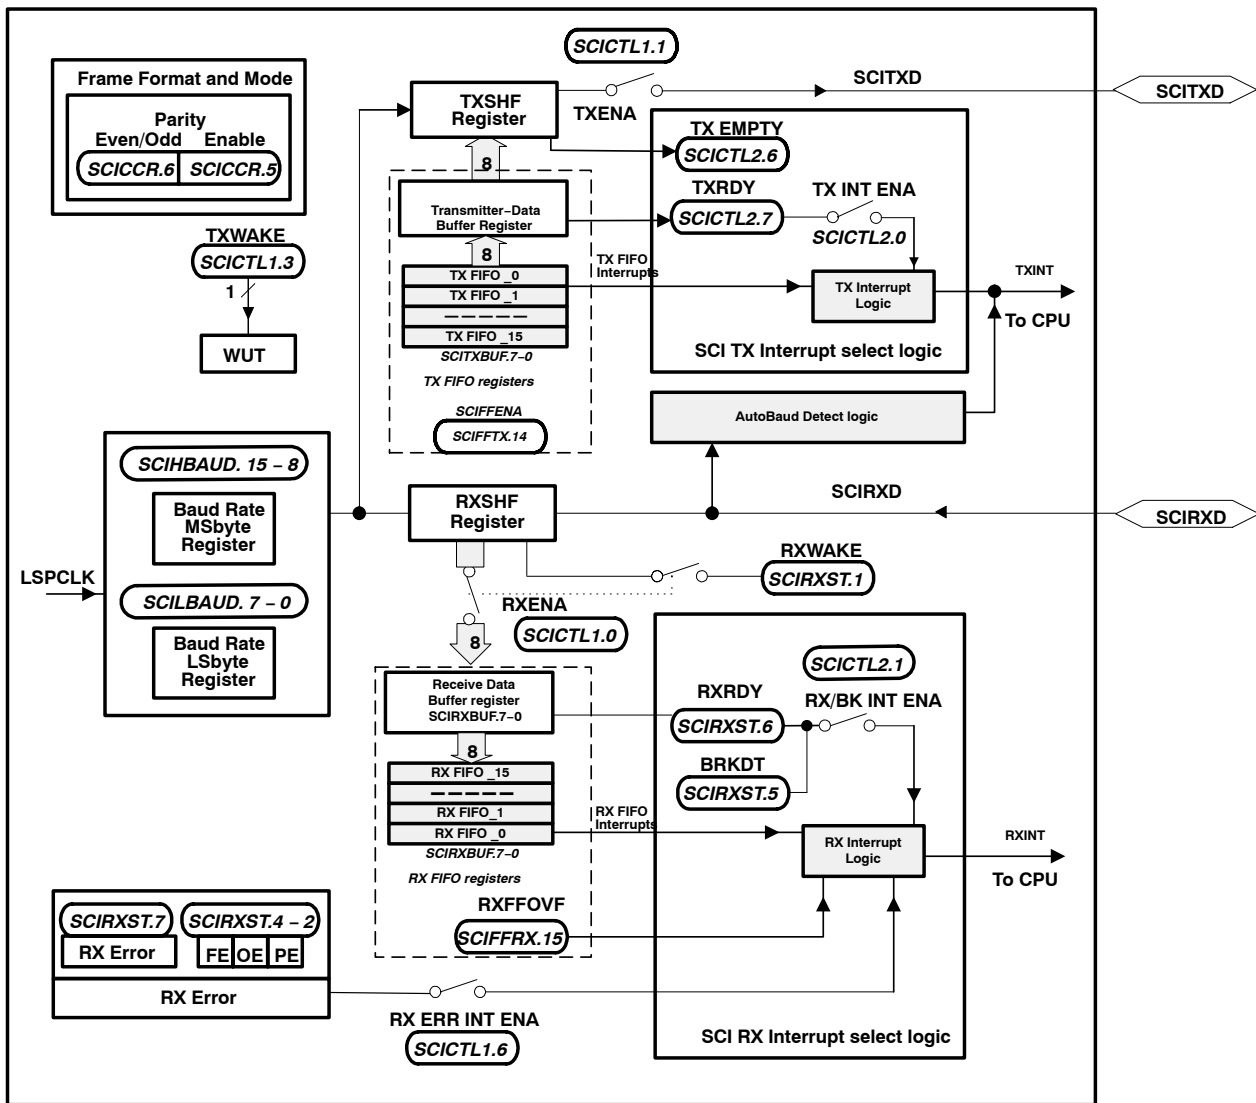 SCICTL1.1
Frame Format and Mode
Parity
Even/Odd Enable
SCICCR.6 SCICCR.5
TXSHF
Register
TXENA
SCITXD
SCITXD
TX EMPTY
SCICTL2.6
8
Transmitter–Data
Buffer Register
TXRDY
SCICTL2.7
TX INT ENA
SCICTL2.0
TXWAKE
SCICTL1.3
1
WUT
8
TX FIFO _0
TX FIFO _1
– – – – –
TX FIFO _15
SCITXBUF.7–0
TX FIFO registers
SCIFFENA
SCIFFTX.14
TX FIFO
Interrupts
TX Interrupt
Logic
TXINT
To CPU
SCI TX Interrupt select logic
AutoBaud Detect logic
SCIHBAUD. 15 – 8
Baud Rate
MSbyte
Register
LSPCLK
SCILBAUD. 7 – 0
Baud Rate
LSbyte
Register
RXSHF
Register
SCIRXD
SCIRXD
RXWAKE
SCIRXST.1
RXENA
SCICTL1.0
8
Receive Data
Buffer register
SCIRXBUF.7–0
8
RX FIFO _15
– – – – –
RX FIFO_1
RX FIFO _0
SCIRXBUF.7–0
RX FIFO registers
RX FIFO
Interrupts
SCICTL2.1
RXRDY
SCIRXST.6
RX/BK INT ENA
BRKDT
SCIRXST.5
RX Interrupt
Logic
RXINT
To CPU
RXFFOVF
SCIFFRX.15
SCIRXST.7 SCIRXST.4 – 2
RX Error FE OE PE
RX Error
RX ERR INT ENA
SCICTL1.6
SCI RX Interrupt select logic